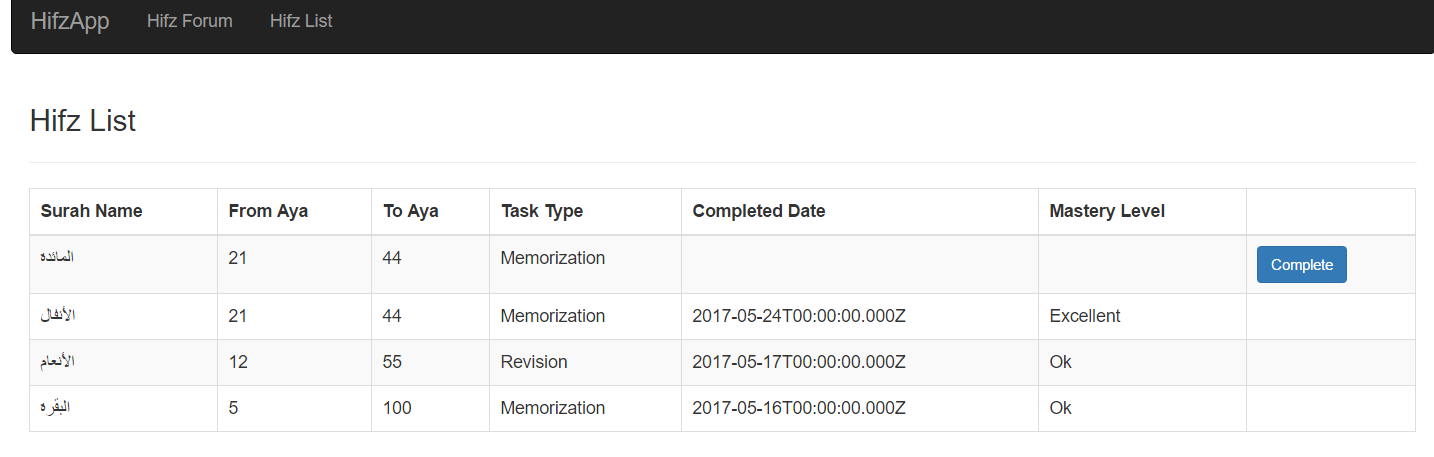 HifzApp Hifz Forum Hifz List
Hifz List
Surah Name From Aya To Aya Task Type Completed Date Mastery Level
المائدة 21 44 Memorization Complete
الأنفال 21 44 Memorization 2017-05-24T00:00:00.000Z Excellent
الأنعام 12 55 Revision 2017-05-17T00:00:00.000Z Ok
البقرة 5 100 Memorization 2017-05-16T00:00:00.000Z Ok